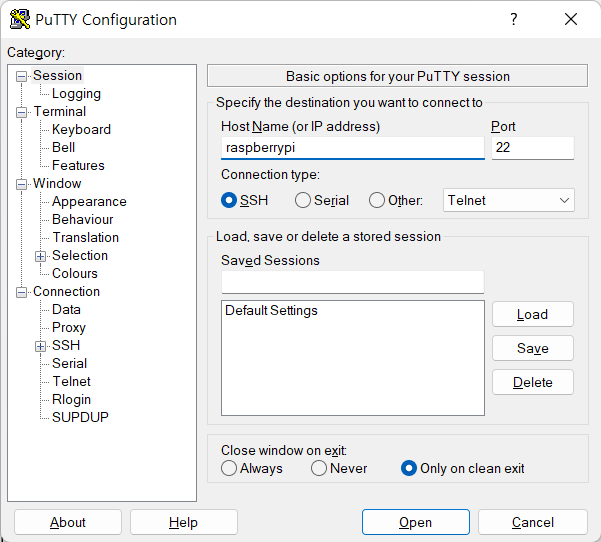 PuTTY Configuration
?
Category:
Session
Logging
Terminal
Keyboard
Bell
Features
Window
Appearance
Behaviour
Translation
Selection
Colours
Connection
Data
Proxy
SSH
Serial
Telnet
Rlogin
SUPDUP
Basic options for your PuTTY session
Specify the destination you want to connect to
Host Name (or IP address) Port
raspberrypi 22
Connection type:
SSH Serial Other: Telnet
Load, save or delete a stored session
Saved Sessions
Default Settings
Load
Save
Delete
Close window on exit:
Always Never Only on clean exit
About Help Open Cancel